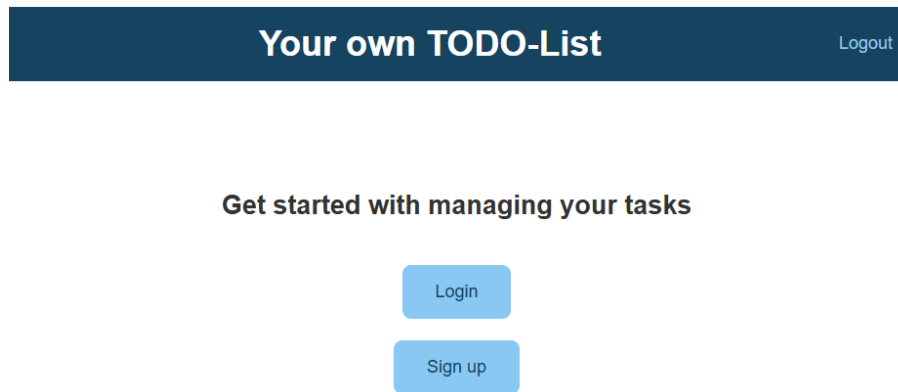 Your own TODO-List
Logout
Get started with managing your tasks
Login
Sign up